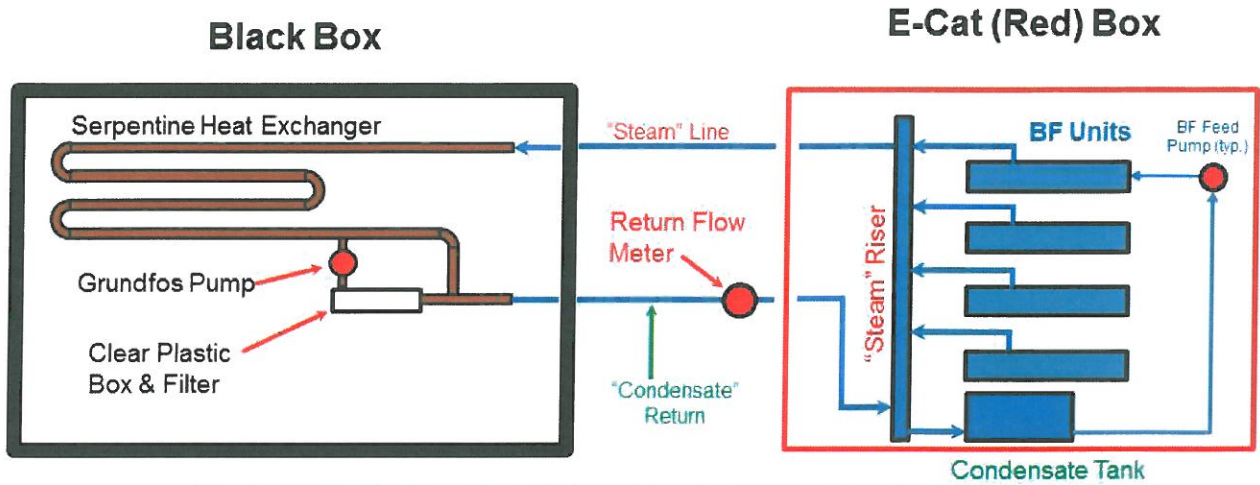 Black Box
E-Cat (Red) Box
Serpentine Heat Exchanger
"Steam" Line
BF Units
BF Feed
Pump (typ.)
Return Flow
Meter
"Steam" Riser
Grundfos Pump
Clear Plastic
Box & Filter
"Condensate"
Return
Condensate Tank